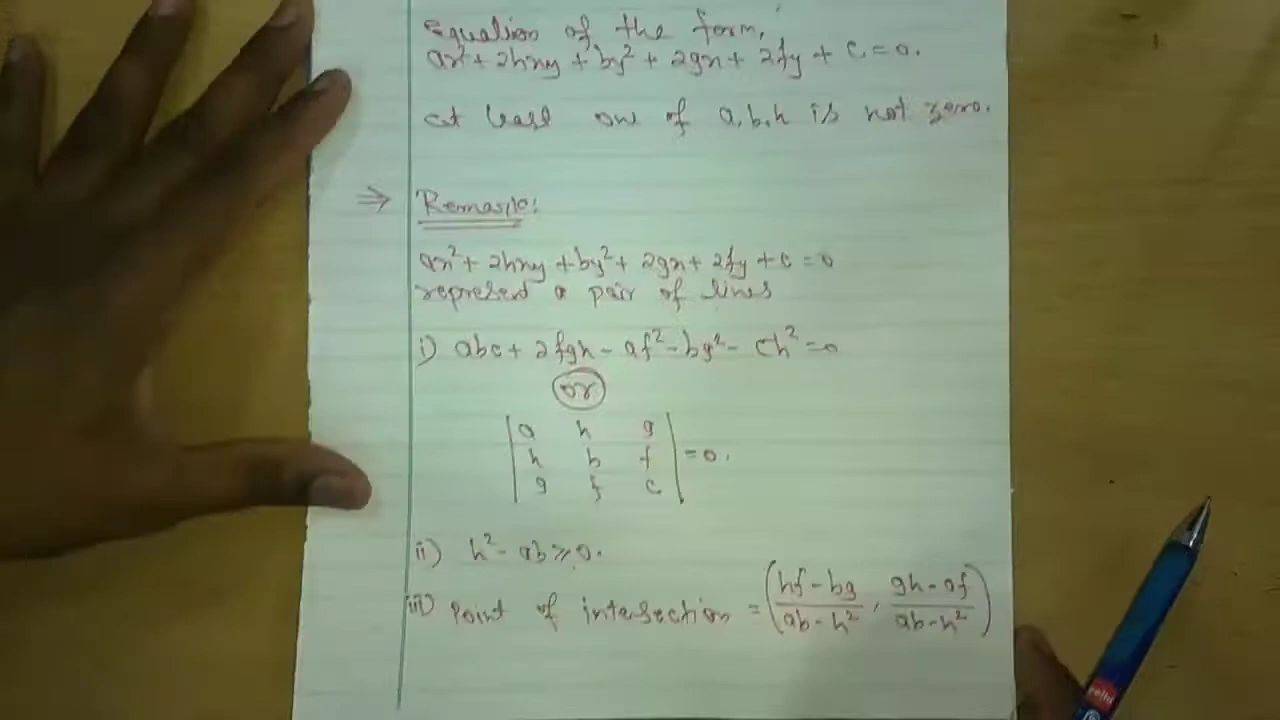 Equation of the form,
ax² + 2hxy + by² + 2gx + 2fy + c = 0.
at least one of a, b, h is not zero.
⇒ Remark:
ax² + 2hxy + by² + 2gx + 2fy + c = 0
represent a pair of lines
i) abc + 2fgh - af² - bg² - ch² = 0
or
| a h g |
| h b f | = 0.
| g f c |
ii) h² - ab ≥ 0.
iii) Point of intersection = ( (hf - bg)/(ab - h²) , (gh - af)/(ab - h²) )
cello